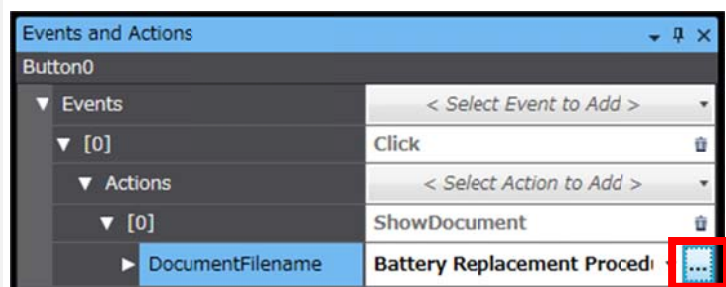 Events and Actions
Button0
Events < Select Event to Add >
[0] Click
Actions < Select Action to Add >
[0] ShowDocument
DocumentFilename Battery Replacement Procedu ...